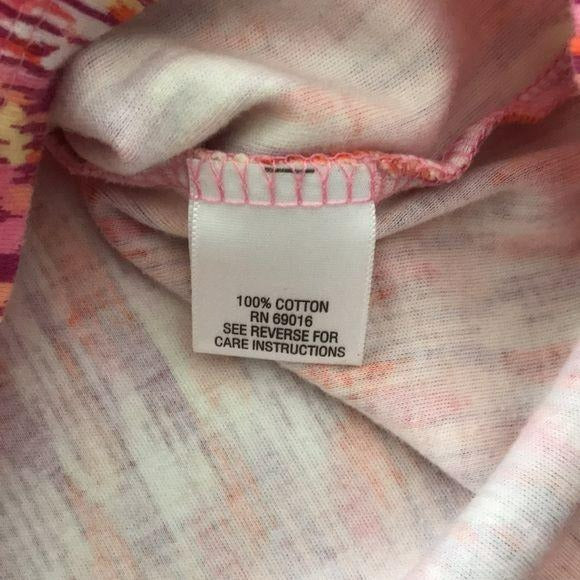 100% COTTON
RN 69016
SEE REVERSE FOR
CARE INSTRUCTIONS